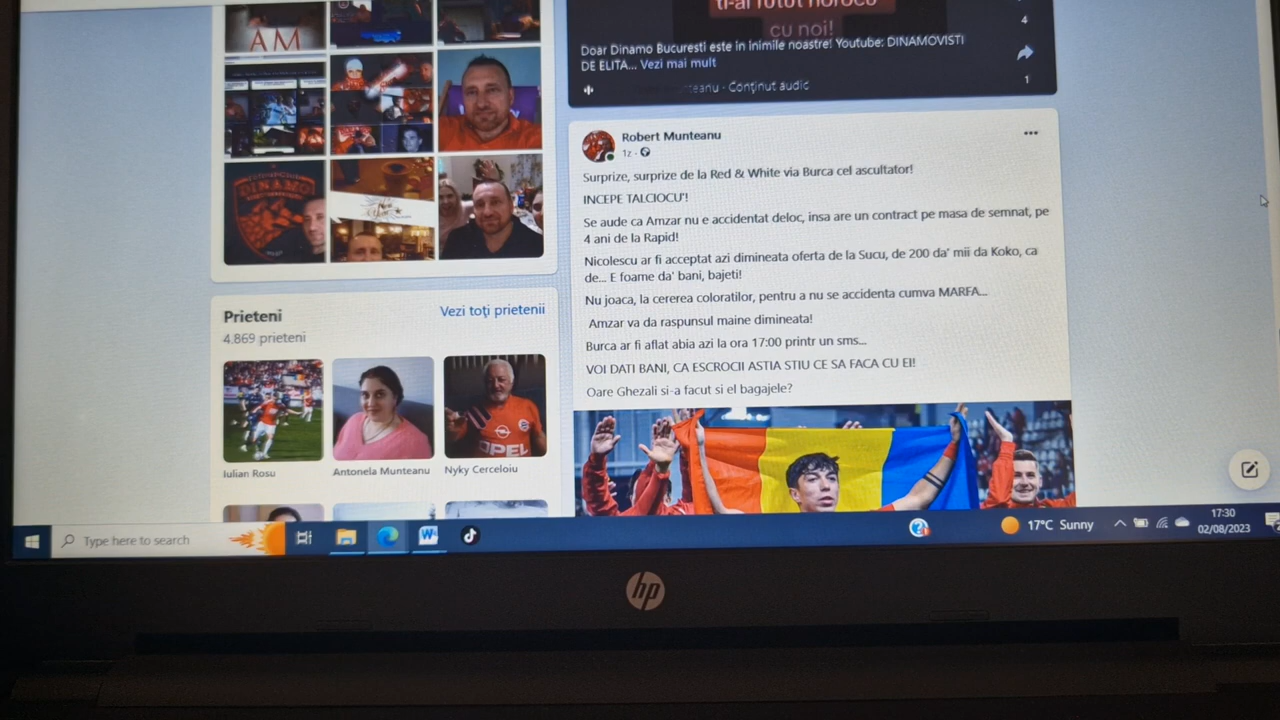 AM
DINAMO
Prieteni
Vezi toţi prietenii
4.869 prieteni
Iulian Rosu
Antonela Munteanu
Nyky Cerceloiu
OPEL
cu noi!
4
Doar Dinamo Bucuresti este in inimile noastre! Youtube: DINAMOVISTI
DE ELITA... Vezi mai mult
1
Conţinut audio
Robert Munteanu
1z
Surprize, surprize de la Red & White via Burca cel ascultator!
INCEPE TALCIOCU'!
Se aude ca Amzar nu e accidentat deloc, insa are un contract pe masa de semnat, pe
4 ani de la Rapid!
Nicolescu ar fi acceptat azi dimineata oferta de la Sucu, de 200 da' mii da Koko, ca
de... E foame da' bani, bajeti!
Nu joaca, la cererea coloratilor, pentru a nu se accidenta cumva MARFA...
Amzar va da raspunsul maine dimineata!
Burca ar fi aflat abia azi la ora 17:00 printr un sms...
VOI DATI BANI, CA ESCROCII ASTIA STIU CE SA FACA CU EI!
Oare Ghezali si-a facut si el bagajele?
Type here to search
17°C Sunny
17:30
02/08/2023
hp